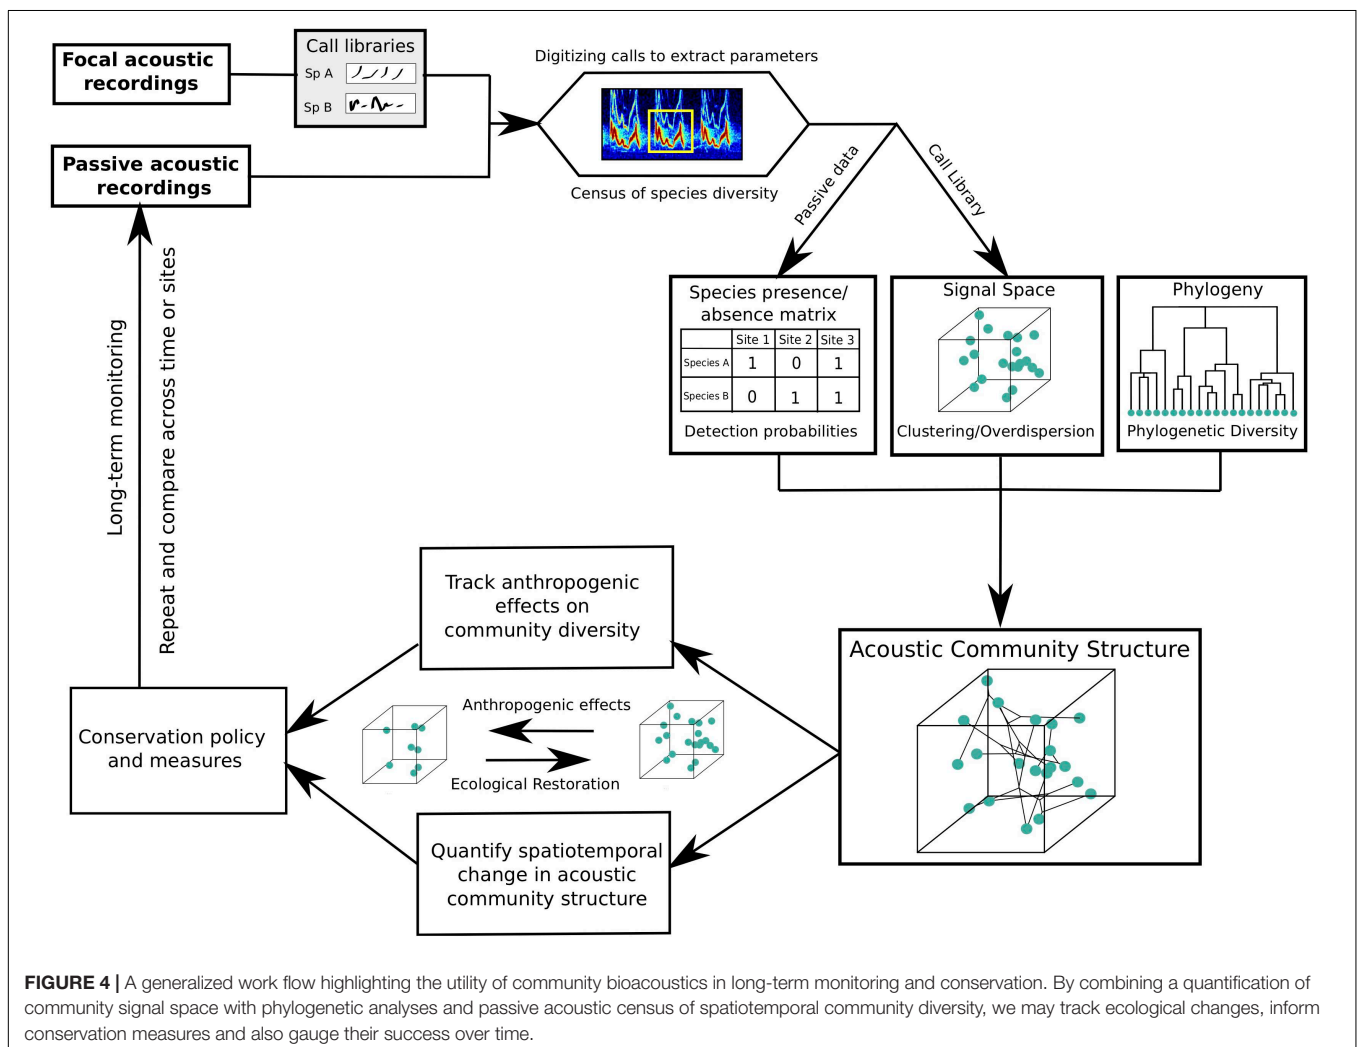 Focal acoustic
recordings
Call libraries
Sp A
Sp B
Passive acoustic
recordings
Digitizing calls to extract parameters
Census of species diversity
Passive data
Call Library
Species presence/
absence matrix
Site 1 Site 2 Site 3
Species A 1 0 1
Species B 0 1 1
Detection probabilities
Signal Space
Clustering/Overdispersion
Phylogeny
Phylogenetic Diversity
Long-term monitoring
Repeat and compare across time or sites
Track anthropogenic
effects on
community diversity
Acoustic Community Structure
Anthropogenic effects
Ecological Restoration
Conservation policy
and measures
Quantify spatiotemporal
change in acoustic
community structure
FIGURE 4 | A generalized work flow highlighting the utility of community bioacoustics in long-term monitoring and conservation. By combining a quantification of
community signal space with phylogenetic analyses and passive acoustic census of spatiotemporal community diversity, we may track ecological changes, inform
conservation measures and also gauge their success over time.